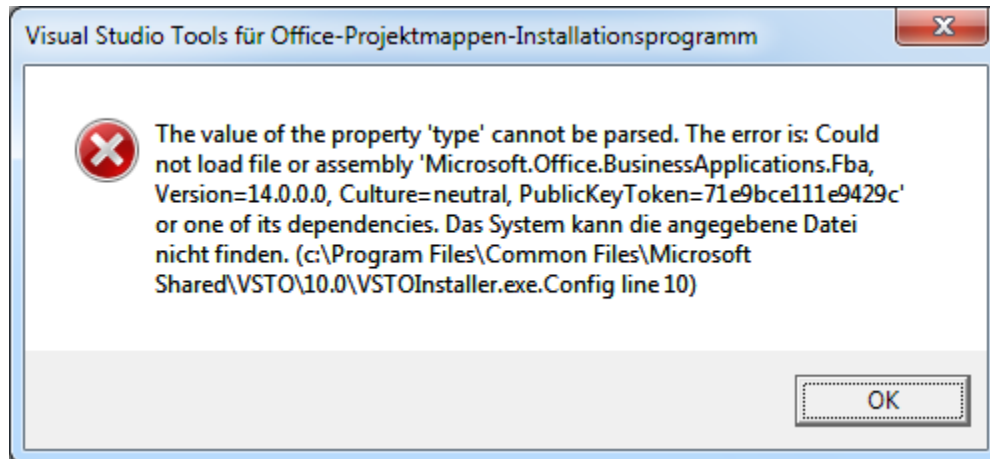 Visual Studio Tools für Office-Projektmappen-Installationsprogramm
The value of the property 'type' cannot be parsed. The error is: Could
not load file or assembly 'Microsoft.Office.BusinessApplications.Fba,
Version=14.0.0.0, Culture=neutral, PublicKeyToken=71e9bce111e9429c'
or one of its dependencies. Das System kann die angegebene Datei
nicht finden. (c:\Program Files\Common Files\Microsoft
Shared\VSTO\10.0\VSTOInstaller.exe.Config line 10)
OK